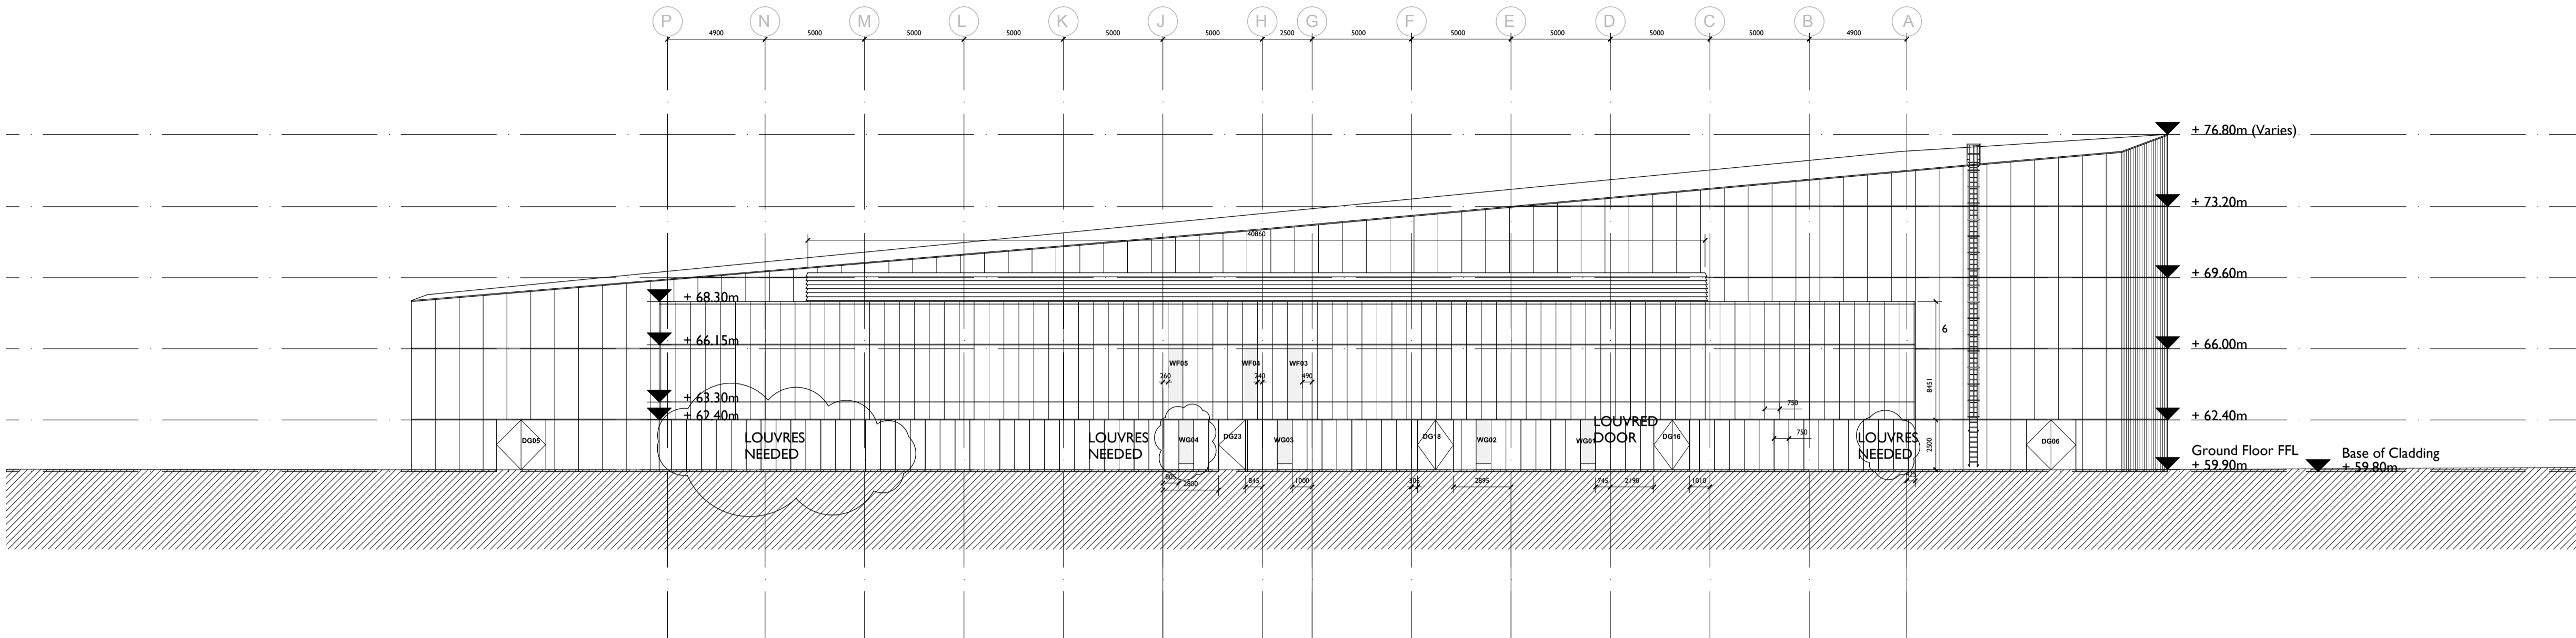 P N M L K J H G F E D C B A
4900 5000 5000 5000 5000 5000 2500 5000 5000 5000 5000 5000 4900
+ 76.80m (Varies)
+ 73.20m
40860
+ 69.60m
+ 68.30m
6
+ 66.15m
+ 66.00m
WF05 WF04 WF03
260 240 490
8451
+ 63.30m
750
+ 62.40m
+ 62.40m
LOUVRED
DOOR
DG05
LOUVRES
NEEDED
LOUVRES
NEEDED
WG04 DG23 WG03 DG18 WG02 WG01 DG16
750
LOUVRES
NEEDED
2500
DG06
Ground Floor FFL
+ 59.90m
Base of Cladding
+ 59.80m
805 845 1000 305 2895 745 2190 1010
2800